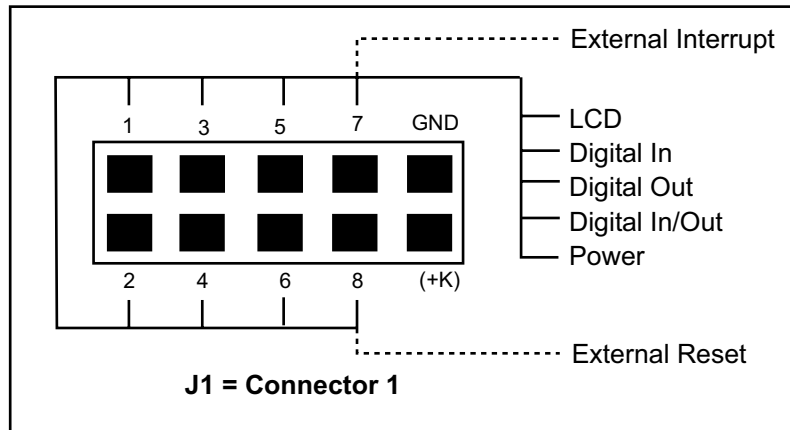 External Interrupt
1 3 5 7 GND
LCD
Digital In
Digital Out
Digital In/Out
Power
2 4 6 8 (+K)
External Reset
J1 = Connector 1